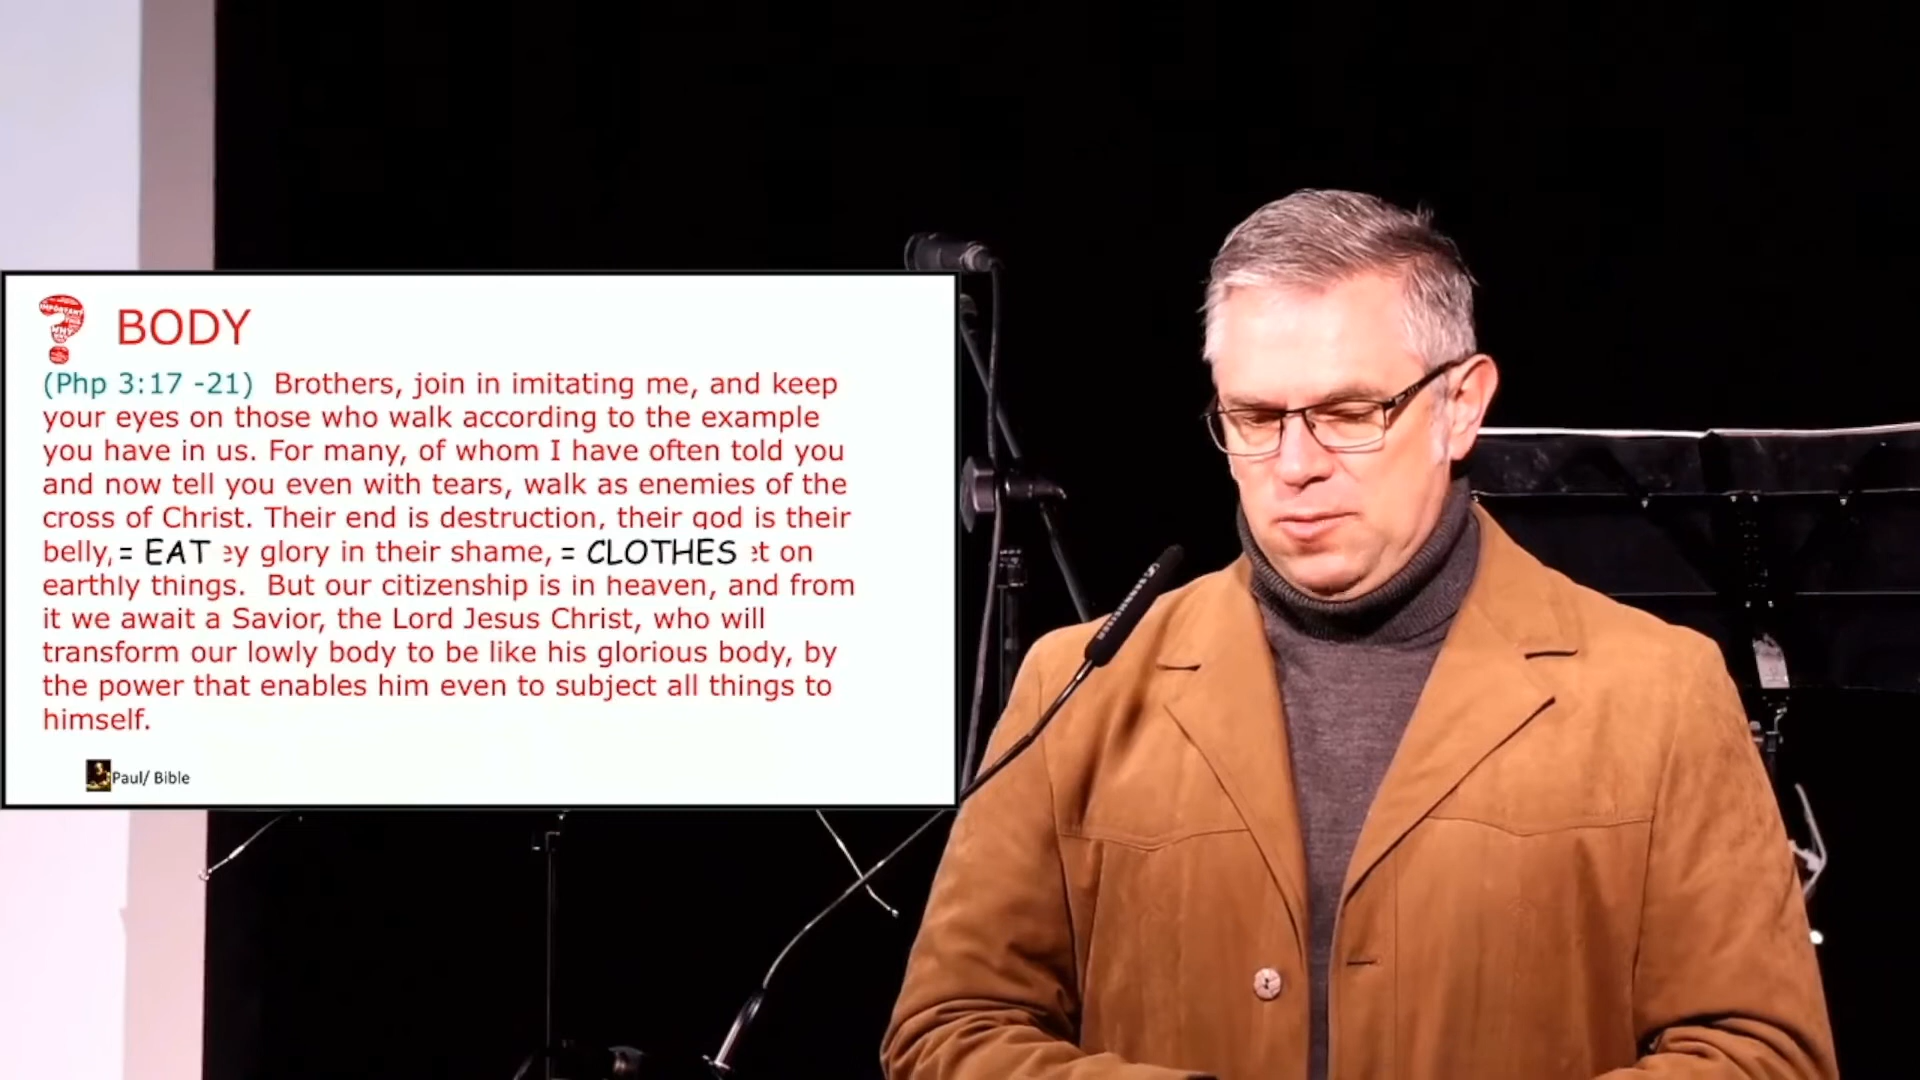 IMPORTANT
WHY
BODY
(Php 3:17 -21) Brothers, join in imitating me, and keep
your eyes on those who walk according to the example
you have in us. For many, of whom I have often told you
and now tell you even with tears, walk as enemies of the
cross of Christ. Their end is destruction, their god is their
belly, = EAT ey glory in their shame, = CLOTHES et on
earthly things. But our citizenship is in heaven, and from
it we await a Savior, the Lord Jesus Christ, who will
transform our lowly body to be like his glorious body, by
the power that enables him even to subject all things to
himself.
Paul/ Bible
SENNHEISER